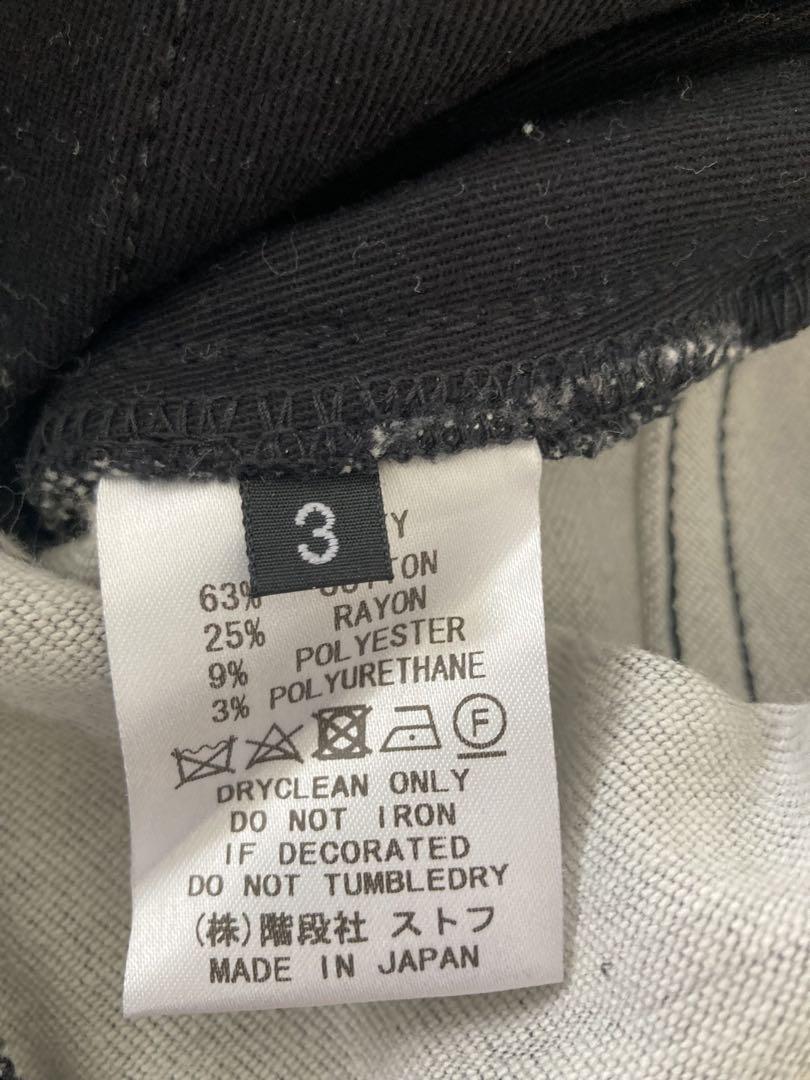 3
63% COTTON
25% RAYON
9% POLYESTER
3% POLYURETHANE
F
DRYCLEAN ONLY
DO NOT IRON
IF DECORATED
DO NOT TUMBLEDRY
(株)階段社 ストフ
MADE IN JAPAN